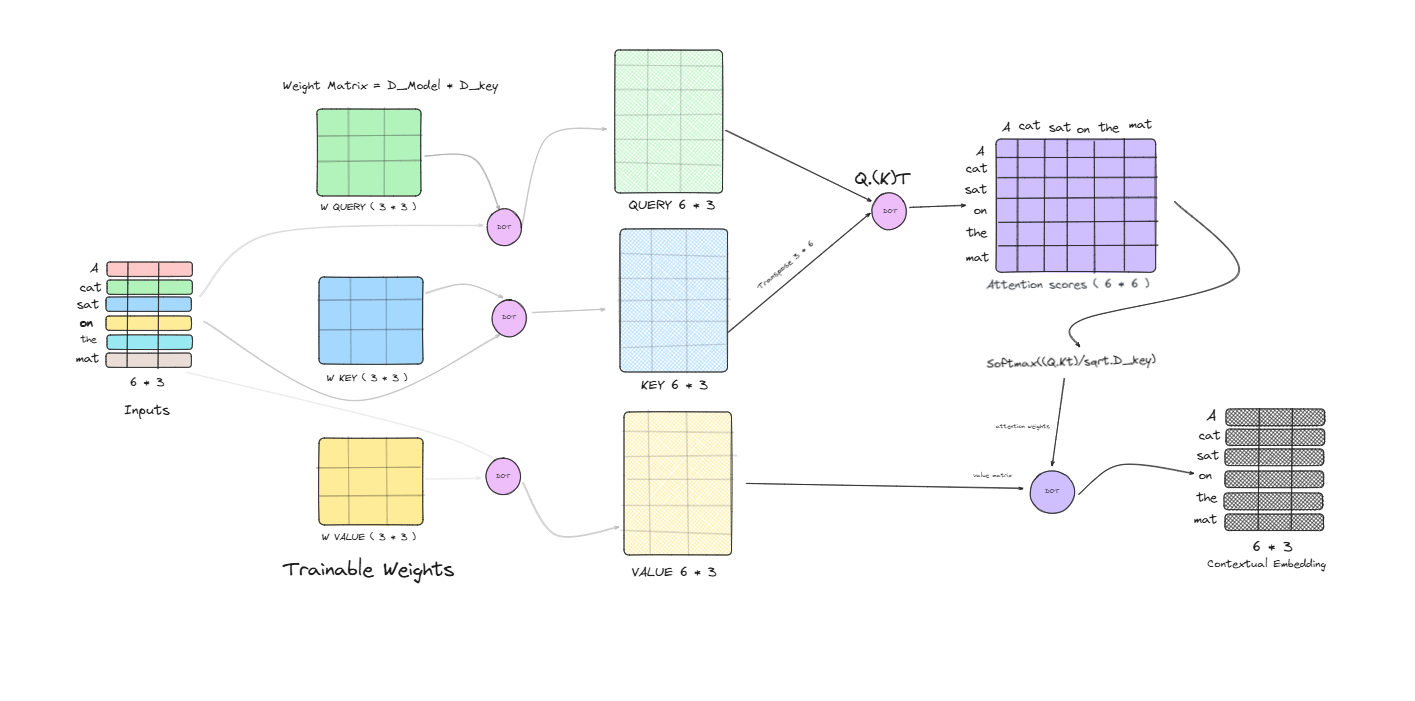 Weight Matrix = D_Model * D_key
W QUERY ( 3 * 3 )
DOT
QUERY 6 * 3
A
cat
sat
on
the
mat
6 * 3
Inputs
W KEY ( 3 * 3 )
DOT
KEY 6 * 3
W VALUE ( 3 * 3 )
DOT
VALUE 6 * 3
Trainable Weights
Transpose 3 * 6
Q.(K)T
DOT
A cat sat on the mat
A
cat
sat
on
the
mat
Attention scores ( 6 * 6 )
Softmax((Q.Kt)/sqrt.D_key)
attention weights
value matrix
DOT
A
cat
sat
on
the
mat
6 * 3
Contextual Embedding